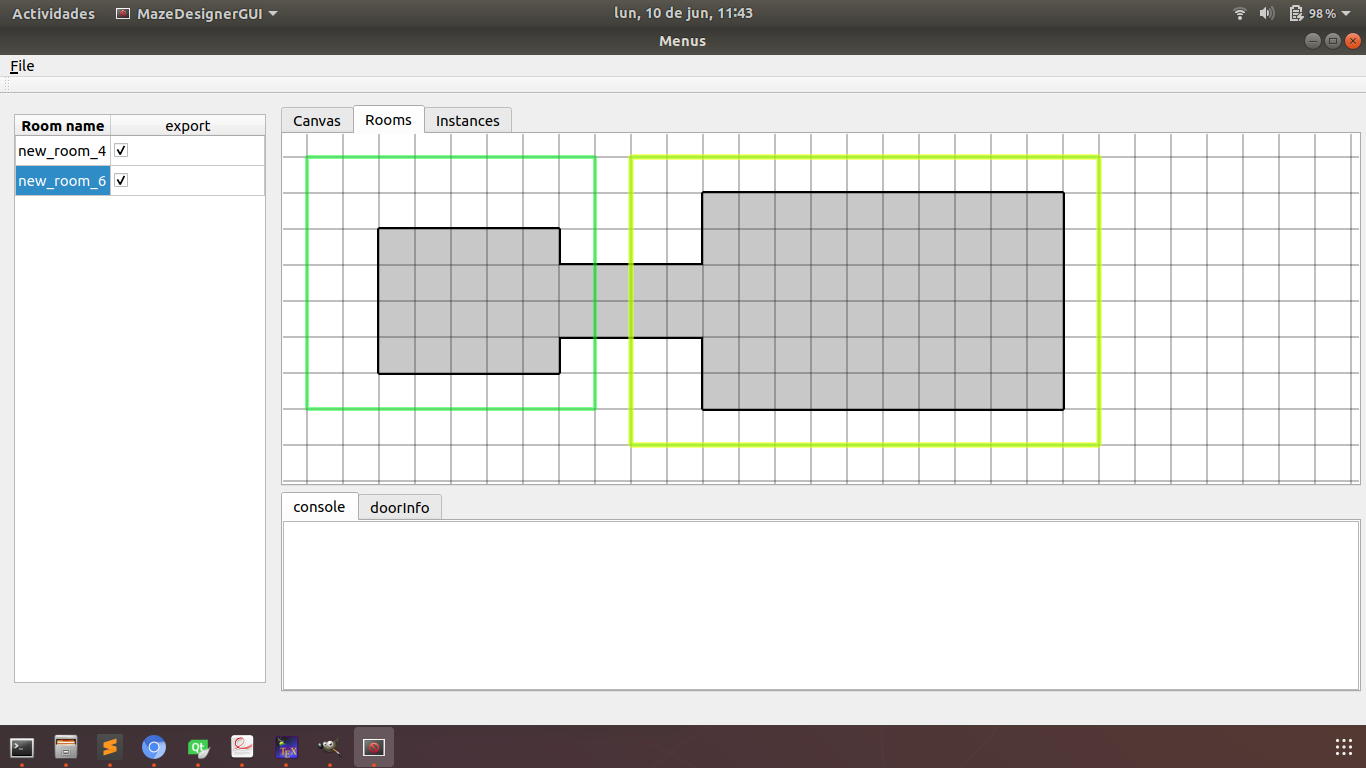 Actividades MazeDesignerGUI lun, 10 de jun, 11:43 98%
Menus
File
Room name export
new_room_4
new_room_6
Canvas Rooms Instances
console doorInfo
Qt
TEX